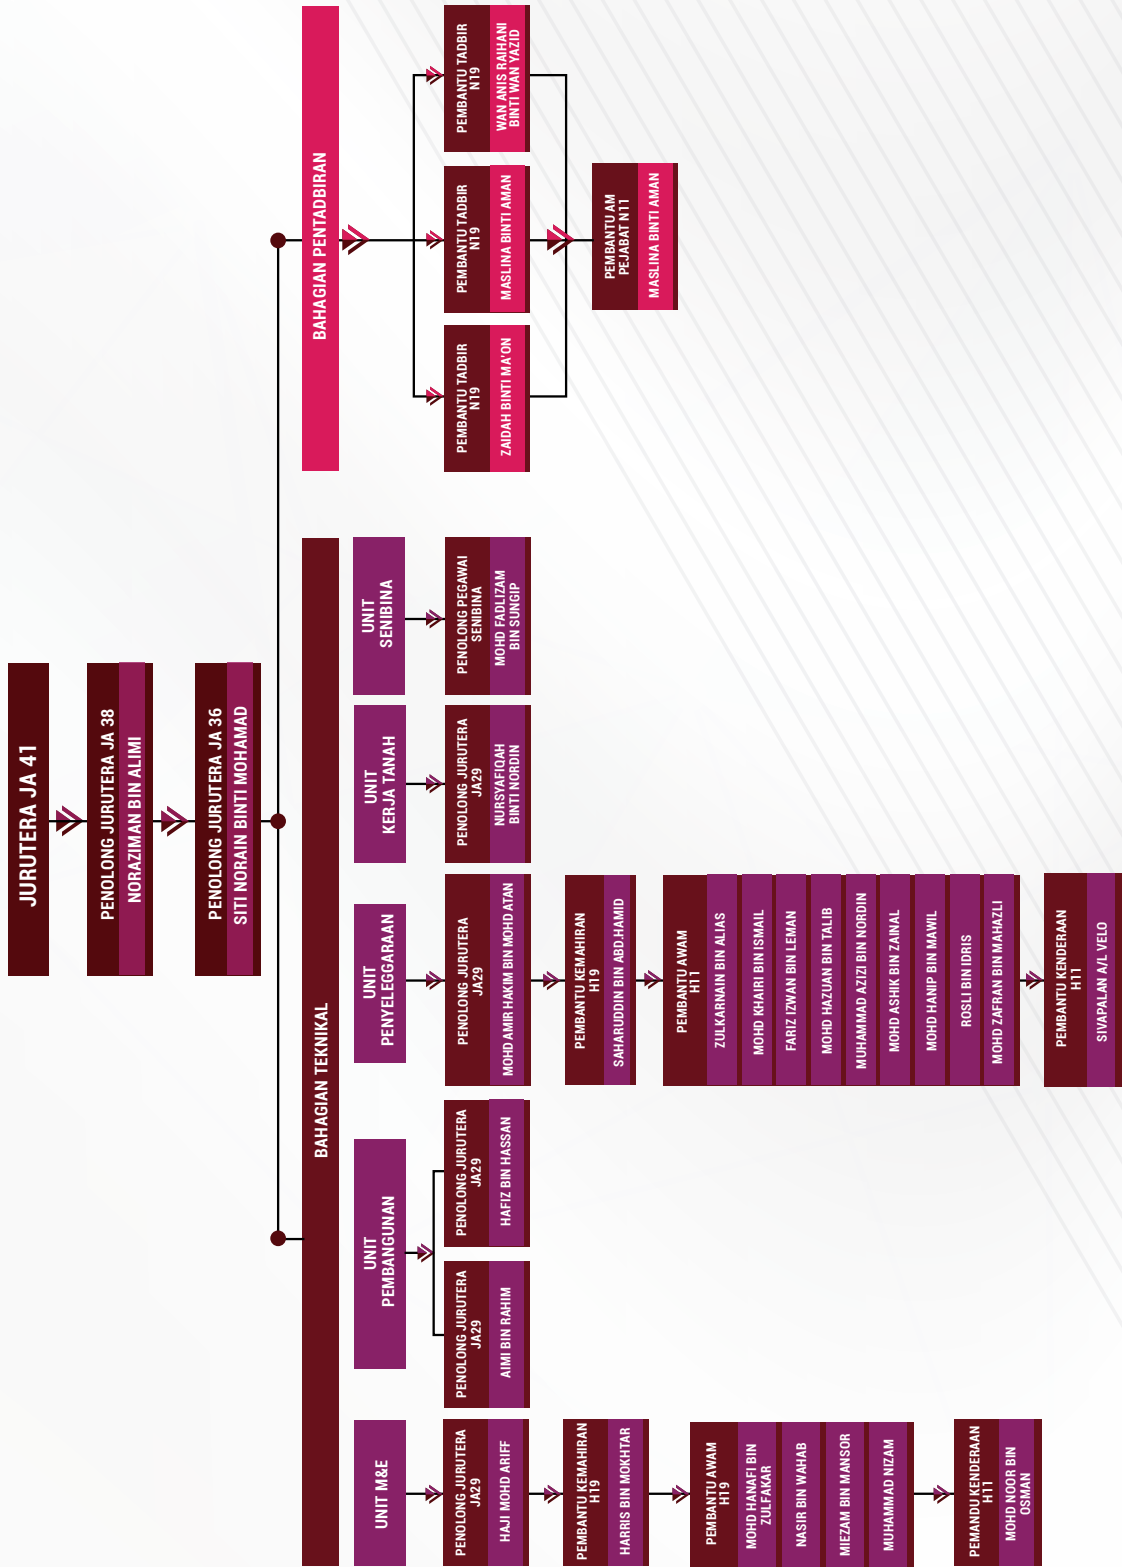 JURUTERA JA 41
PENOLONG JURUTERA JA 38
NORAZIMAN BIN ALIMI
PENOLONG JURUTERA JA 36
SITI NORAIN BINTI MOHAMAD
BAHAGIAN TEKNIKAL
UNIT M&E
PENOLONG JURUTERA
JA29
HAJI MOHD ARIFF
PEMBANTU KEMAHIRAN
H19
HARRIS BIN MOKHTAR
PEMBANTU AWAM
H19
MOHD HANAFI BIN
ZULFAKAR
NASIR BIN WAHAB
MIEZAM BIN MANSOR
MUHAMMAD NIZAM
PEMANDU KENDERAAN
H11
MOHD NOOR BIN
OSMAN
UNIT
PEMBANGUNAN
PENOLONG JURUTERA
JA29
AIMI BIN RAHIM
PENOLONG JURUTERA
JA29
HAFIZ BIN HASSAN
UNIT
PENYELEGGARAAN
PENOLONG JURUTERA
JA29
MOHD AMIR HAKIM BIN MOHD ATAN
PEMBANTU KEMAHIRAN
H19
SAHARUDDIN BIN ABD.HAMID
PEMBANTU AWAM
H11
ZULKARNAIN BIN ALIAS
MOHD KHAIRI BIN ISMAIL
FARIZ IZWAN BIN LEMAN
MOHD HAZUAN BIN TALIB
MUHAMMAD AZIZI BIN NORDIN
MOHD ASHIK BIN ZAINAL
MOHD HANIP BIN MAWIL
ROSLI BIN IDRIS
MOHD ZAFRAN BIN MAHAZLI
PEMBANTU KENDERAAN
H11
SIVAPALAN A/L VELO
UNIT
KERJA TANAH
PENOLONG JURUTERA
JA29
NURSYAFIQAH
BINTI NORDIN
UNIT
SENIBINA
PENOLONG PEGAWAI
SENIBINA
MOHD FADLIZAM
BIN SUNGIP
BAHAGIAN PENTADBIRAN
PEMBANTU TADBIR
N19
ZAIDAH BINTI MA'ON
PEMBANTU TADBIR
N19
MASLINA BINTI AMAN
PEMBANTU TADBIR
N19
WAN ANIS RAIHANI
BINTI WAN YAZID
PEMBANTU AM
PEJABAT N11
MASLINA BINTI AMAN